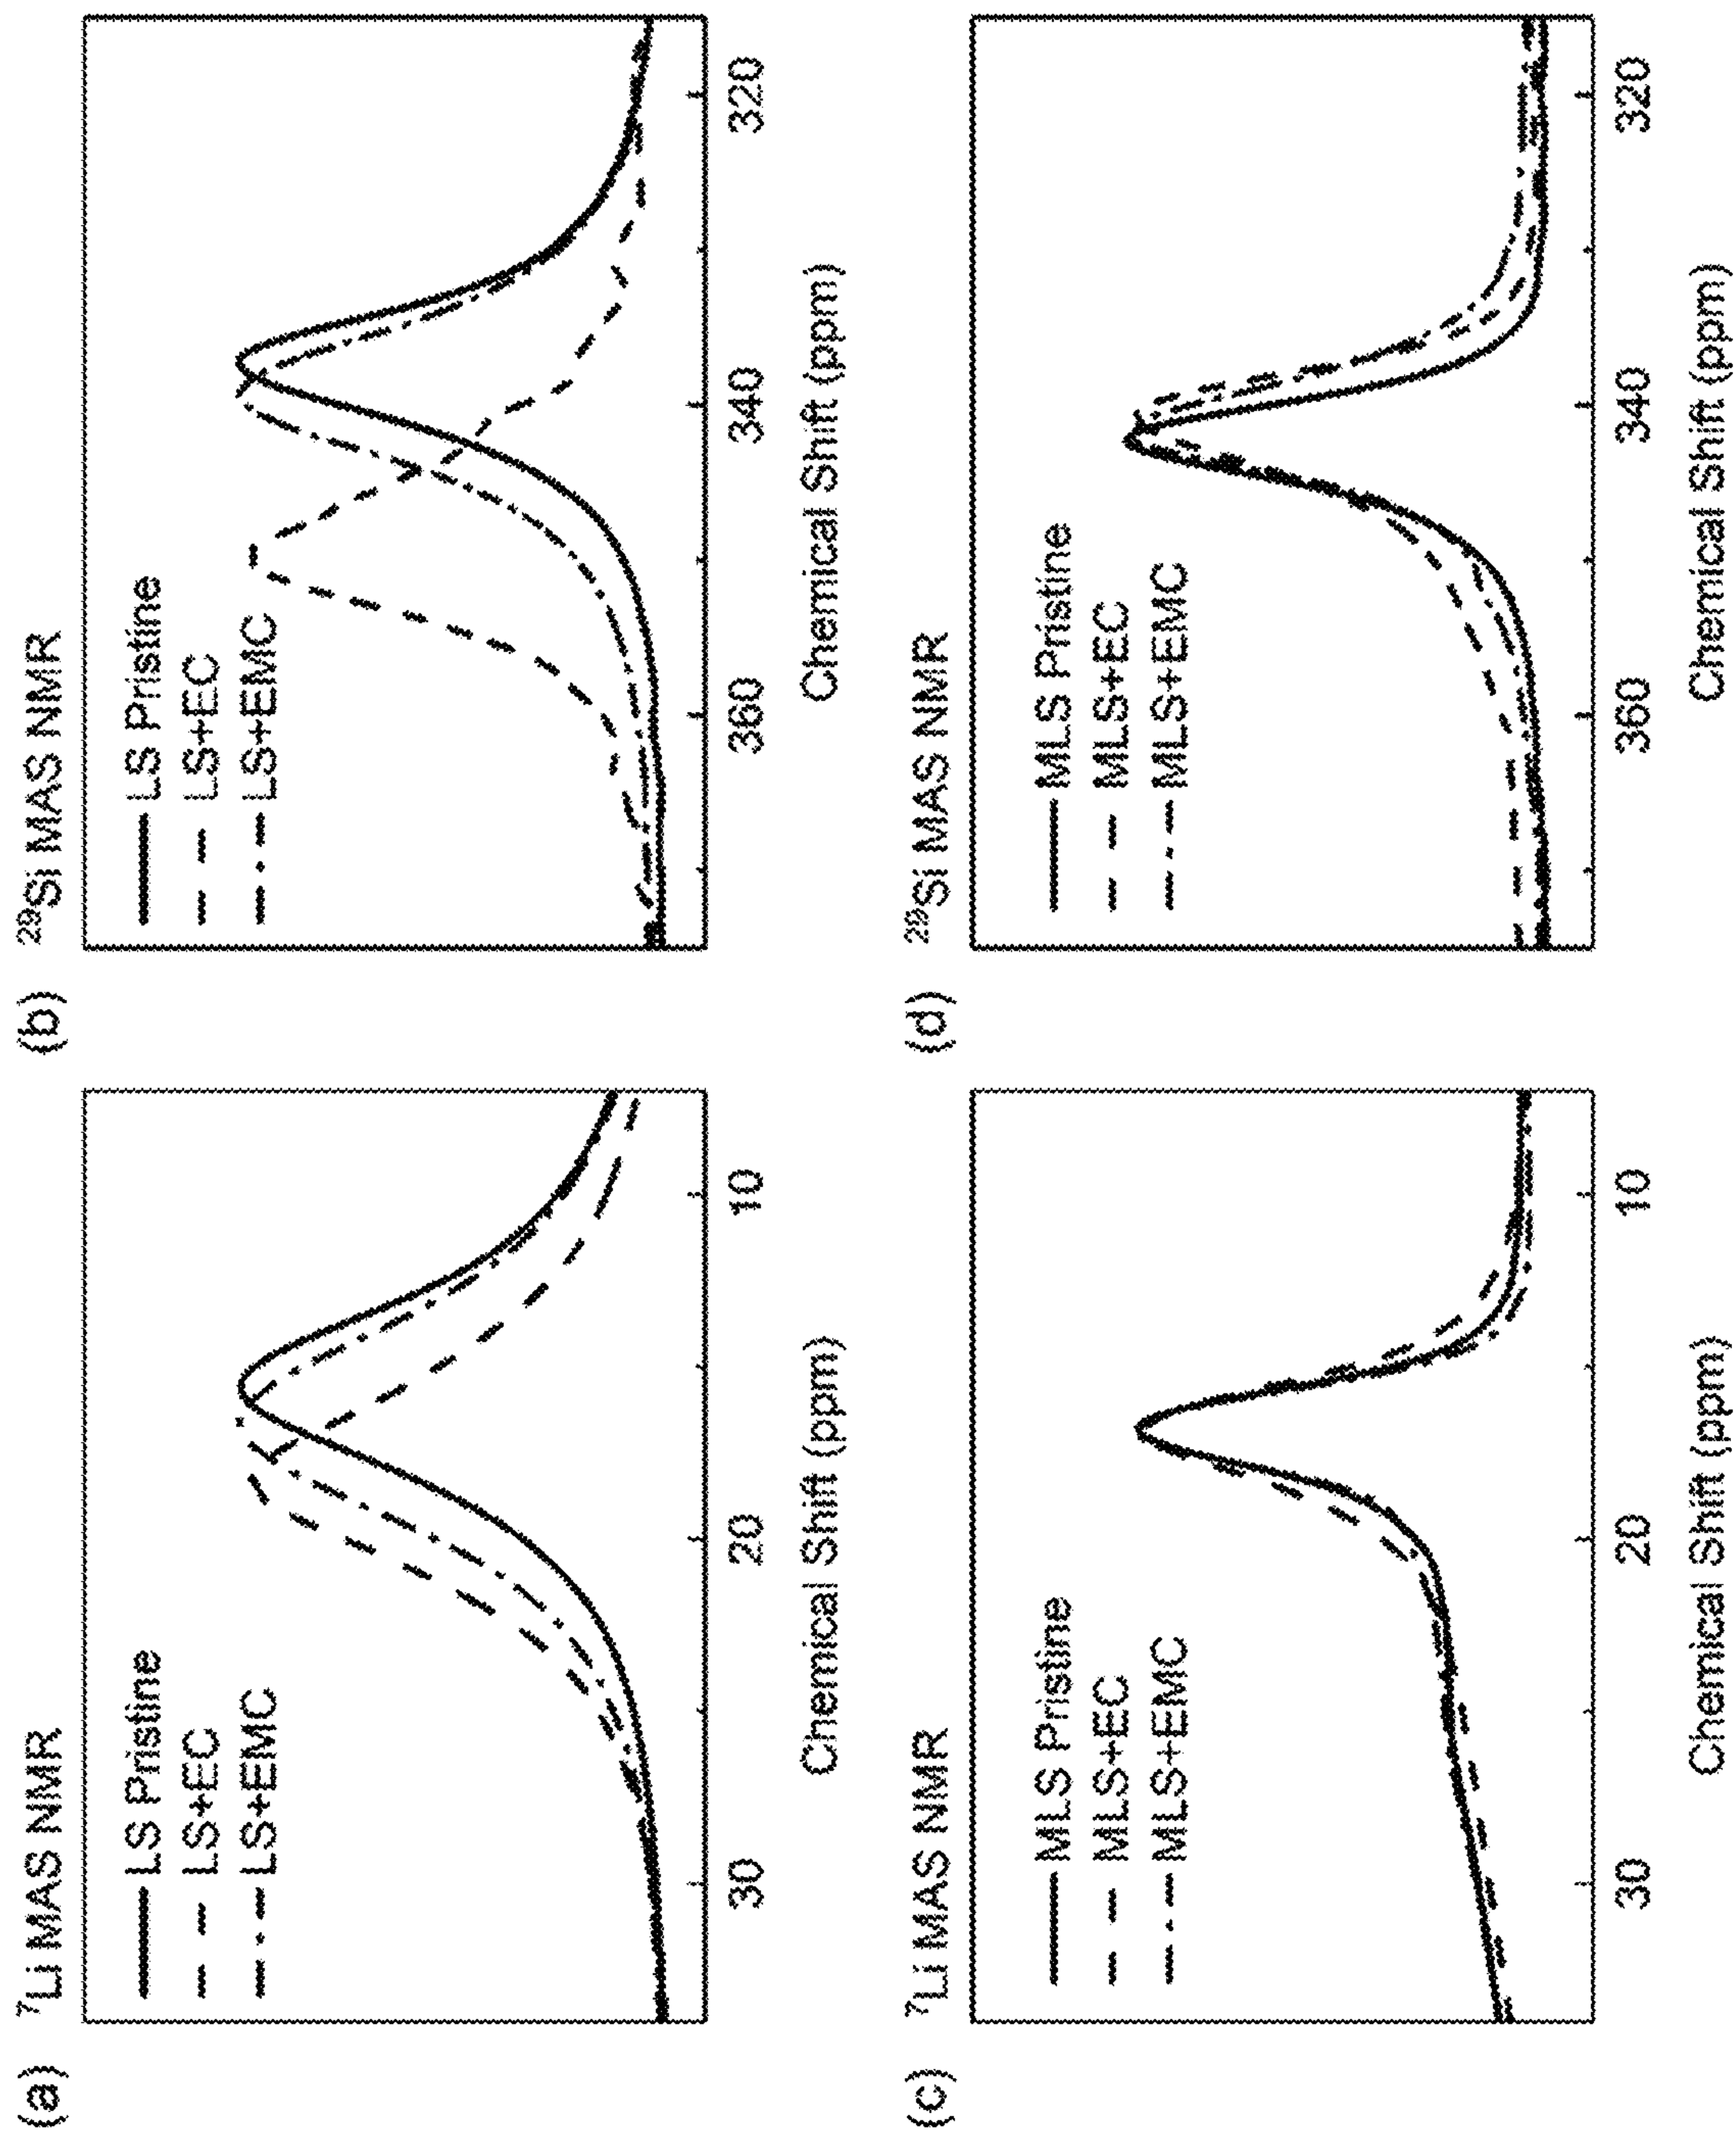 (a)
⁷Li MAS NMR
LS Pristine
LS+EC
LS+EMC
30
20
10
Chemical Shift (ppm)
(b)
²⁹Si MAS NMR
LS Pristine
LS+EC
LS+EMC
360
340
320
Chemical Shift (ppm)
(c)
⁷Li MAS NMR
MLS Pristine
MLS+EC
MLS+EMC
30
20
10
Chemical Shift (ppm)
(d)
²⁹Si MAS NMR
MLS Pristine
MLS+EC
MLS+EMC
360
340
320
Chemical Shift (ppm)